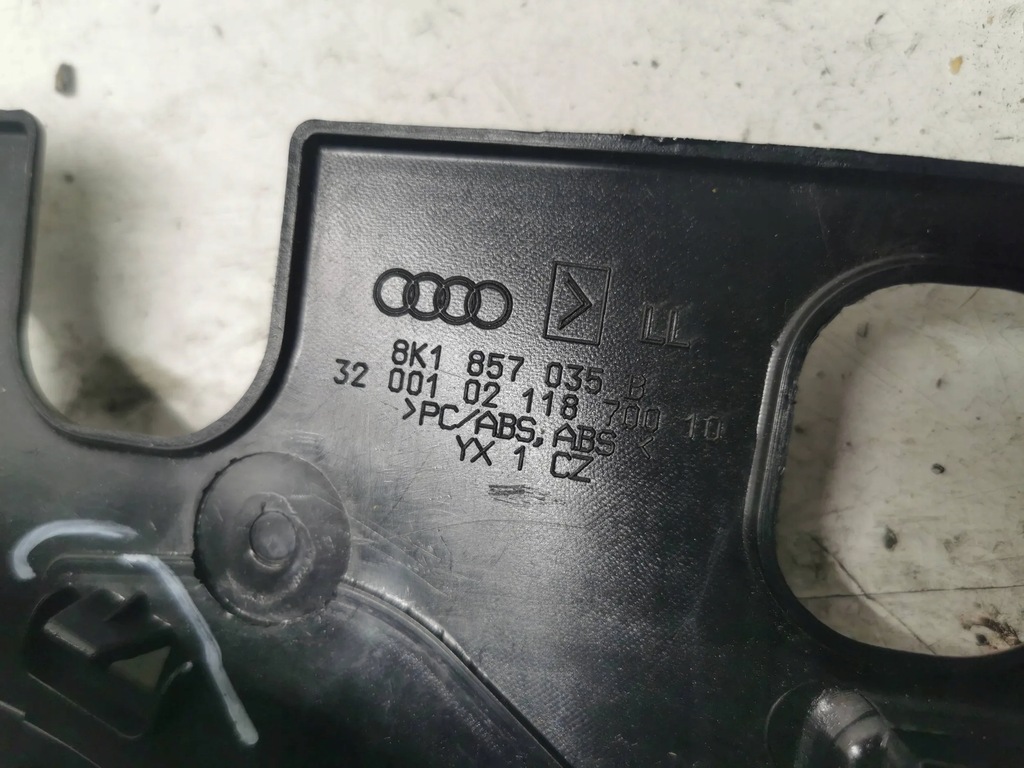 LL
8K1 857 035 B
32 001 02 118 700 10
>PC/ABS, ABS<
YX 1 CZ